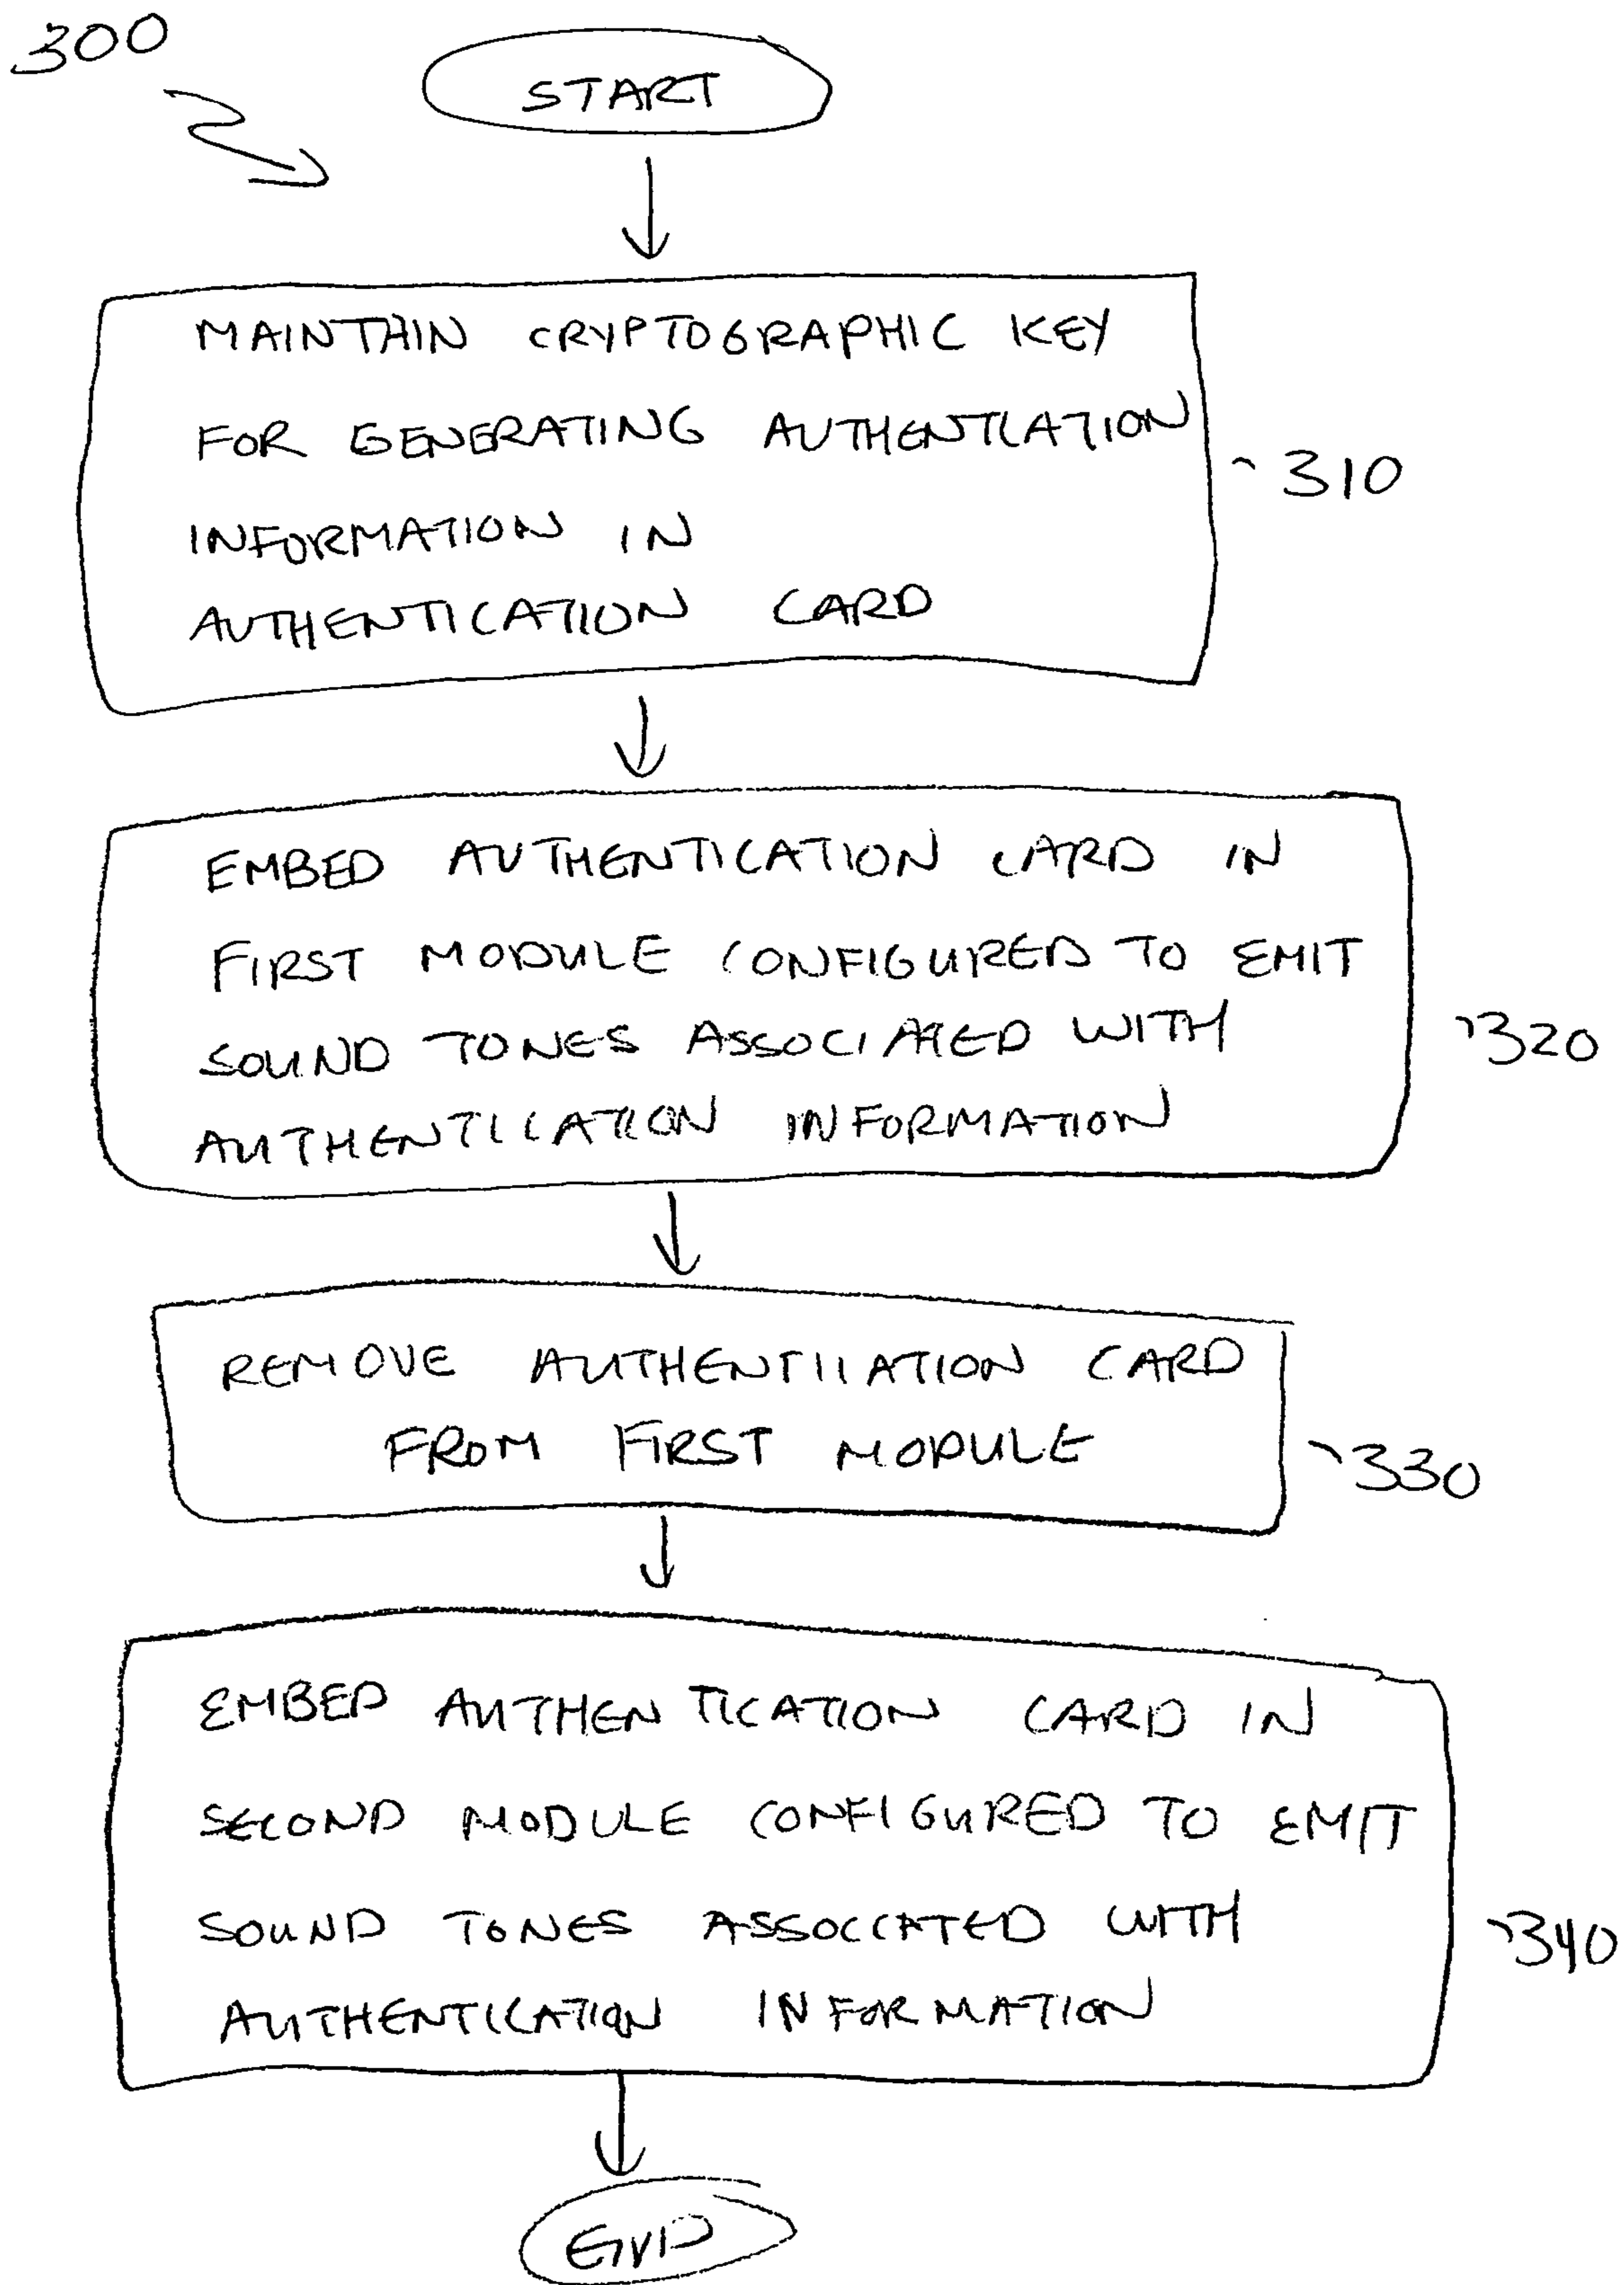 300
START
MAINTAIN CRYPTOGRAPHIC KEY
FOR GENERATING AUTHENTICATION
INFORMATION IN
AUTHENTICATION CARD
310
EMBED AUTHENTICATION CARD IN
FIRST MODULE CONFIGURED TO EMIT
SOUND TONES ASSOCIATED WITH
AUTHENTICATION INFORMATION
320
REMOVE AUTHENTICATION CARD
FROM FIRST MODULE
330
EMBED AUTHENTICATION CARD IN
SECOND MODULE CONFIGURED TO EMIT
SOUND TONES ASSOCIATED WITH
AUTHENTICATION INFORMATION
340
END